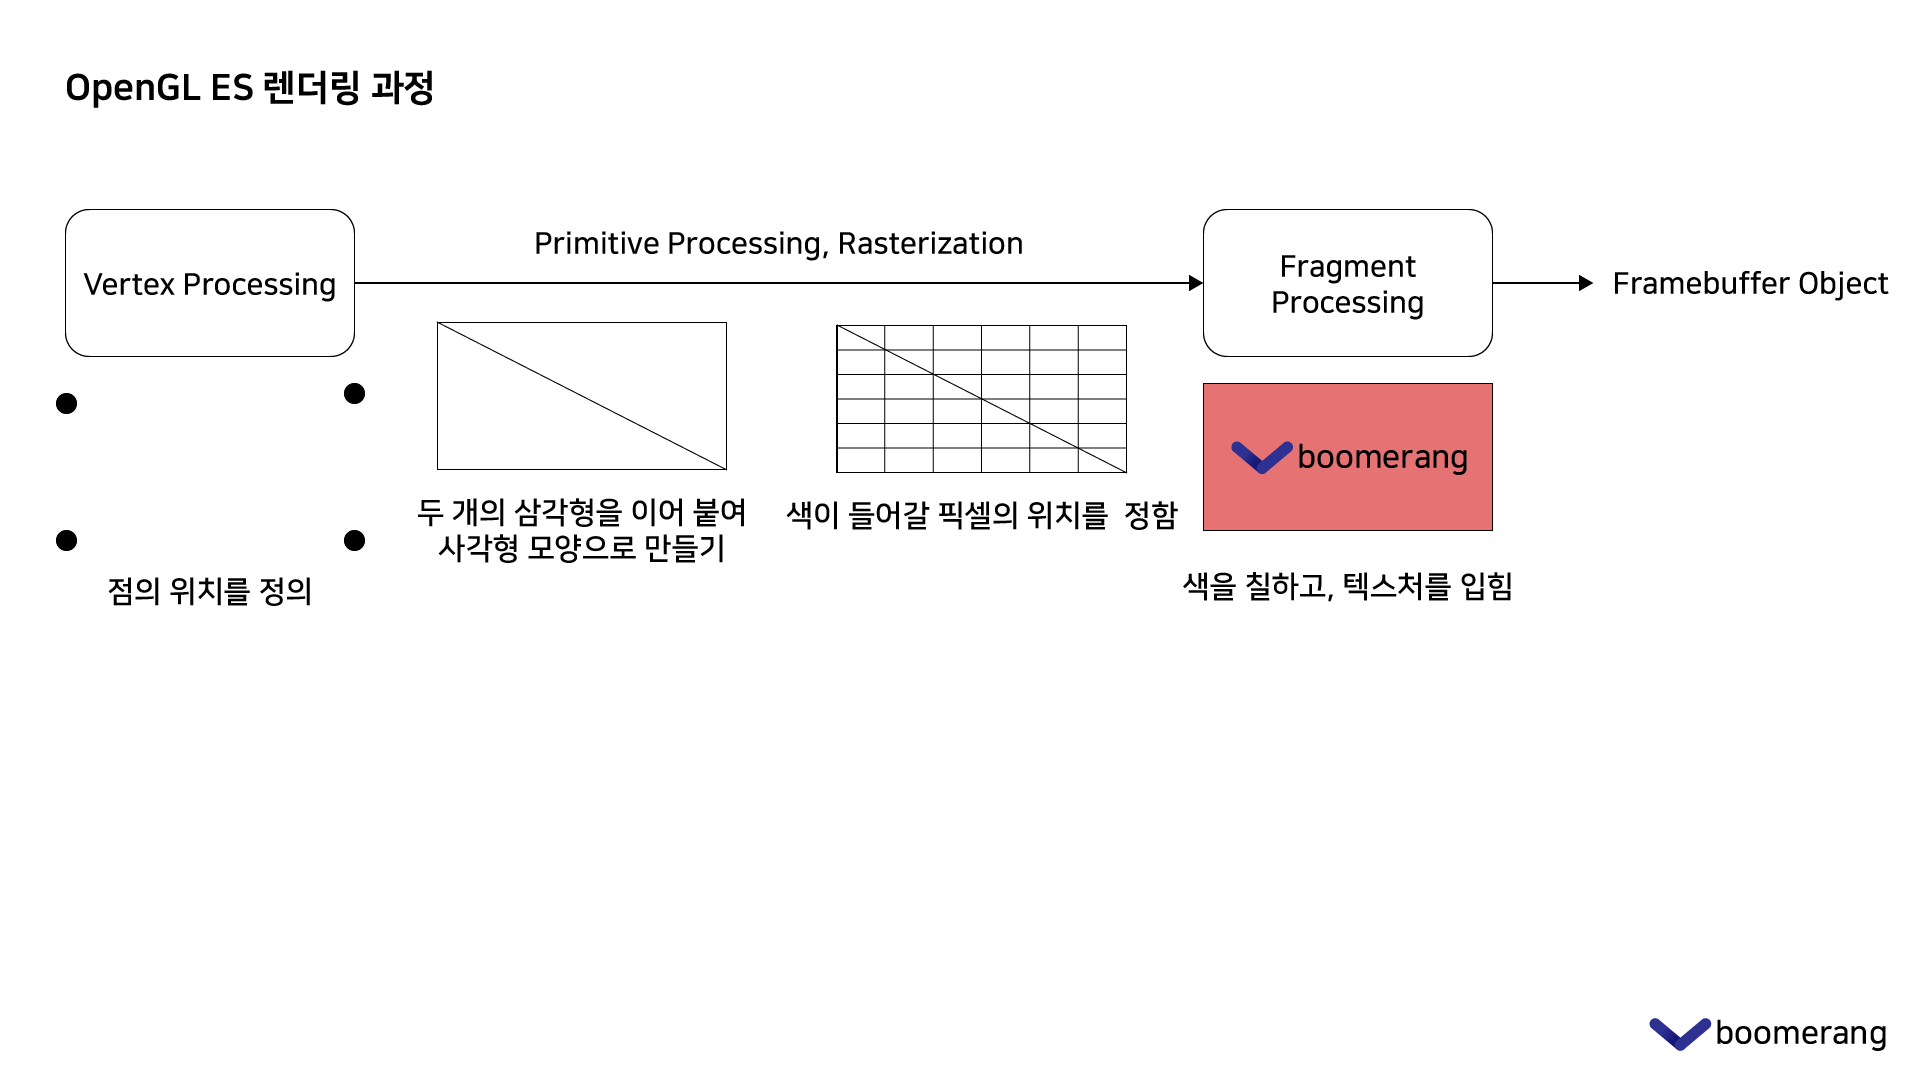 OpenGL ES 렌더링 과정
Vertex Processing
Primitive Processing, Rasterization
Fragment
Processing
Framebuffer Object
점의 위치를 정의
두 개의 삼각형을 이어 붙여
사각형 모양으로 만들기
색이 들어갈 픽셀의 위치를 정함
boomerang
색을 칠하고, 텍스처를 입힘
boomerang